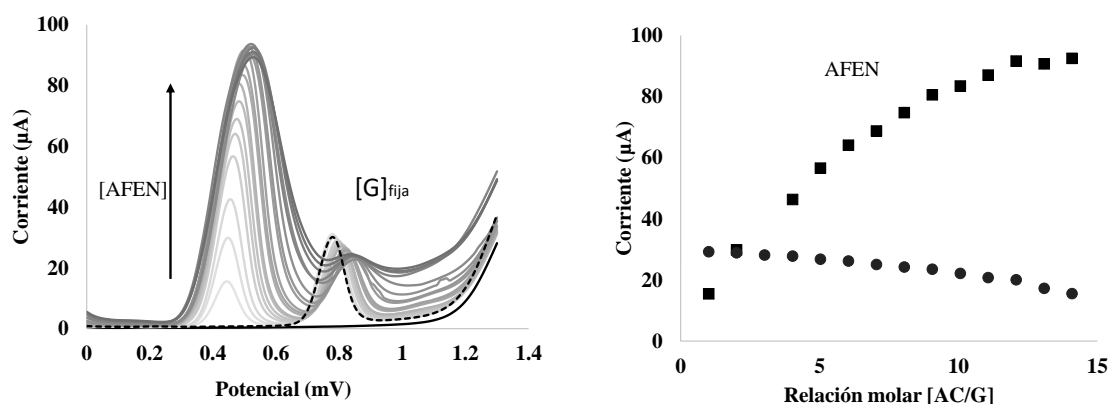 100
80
60
40
20
0
Corriente (µA)
[AFEN]
[G]fija
0 0.2 0.4 0.6 0.8 1 1.2 1.4
Potencial (mV)
100
80
60
40
20
0
Corriente (µA)
AFEN
0 5 10 15
Relación molar [AC/G]